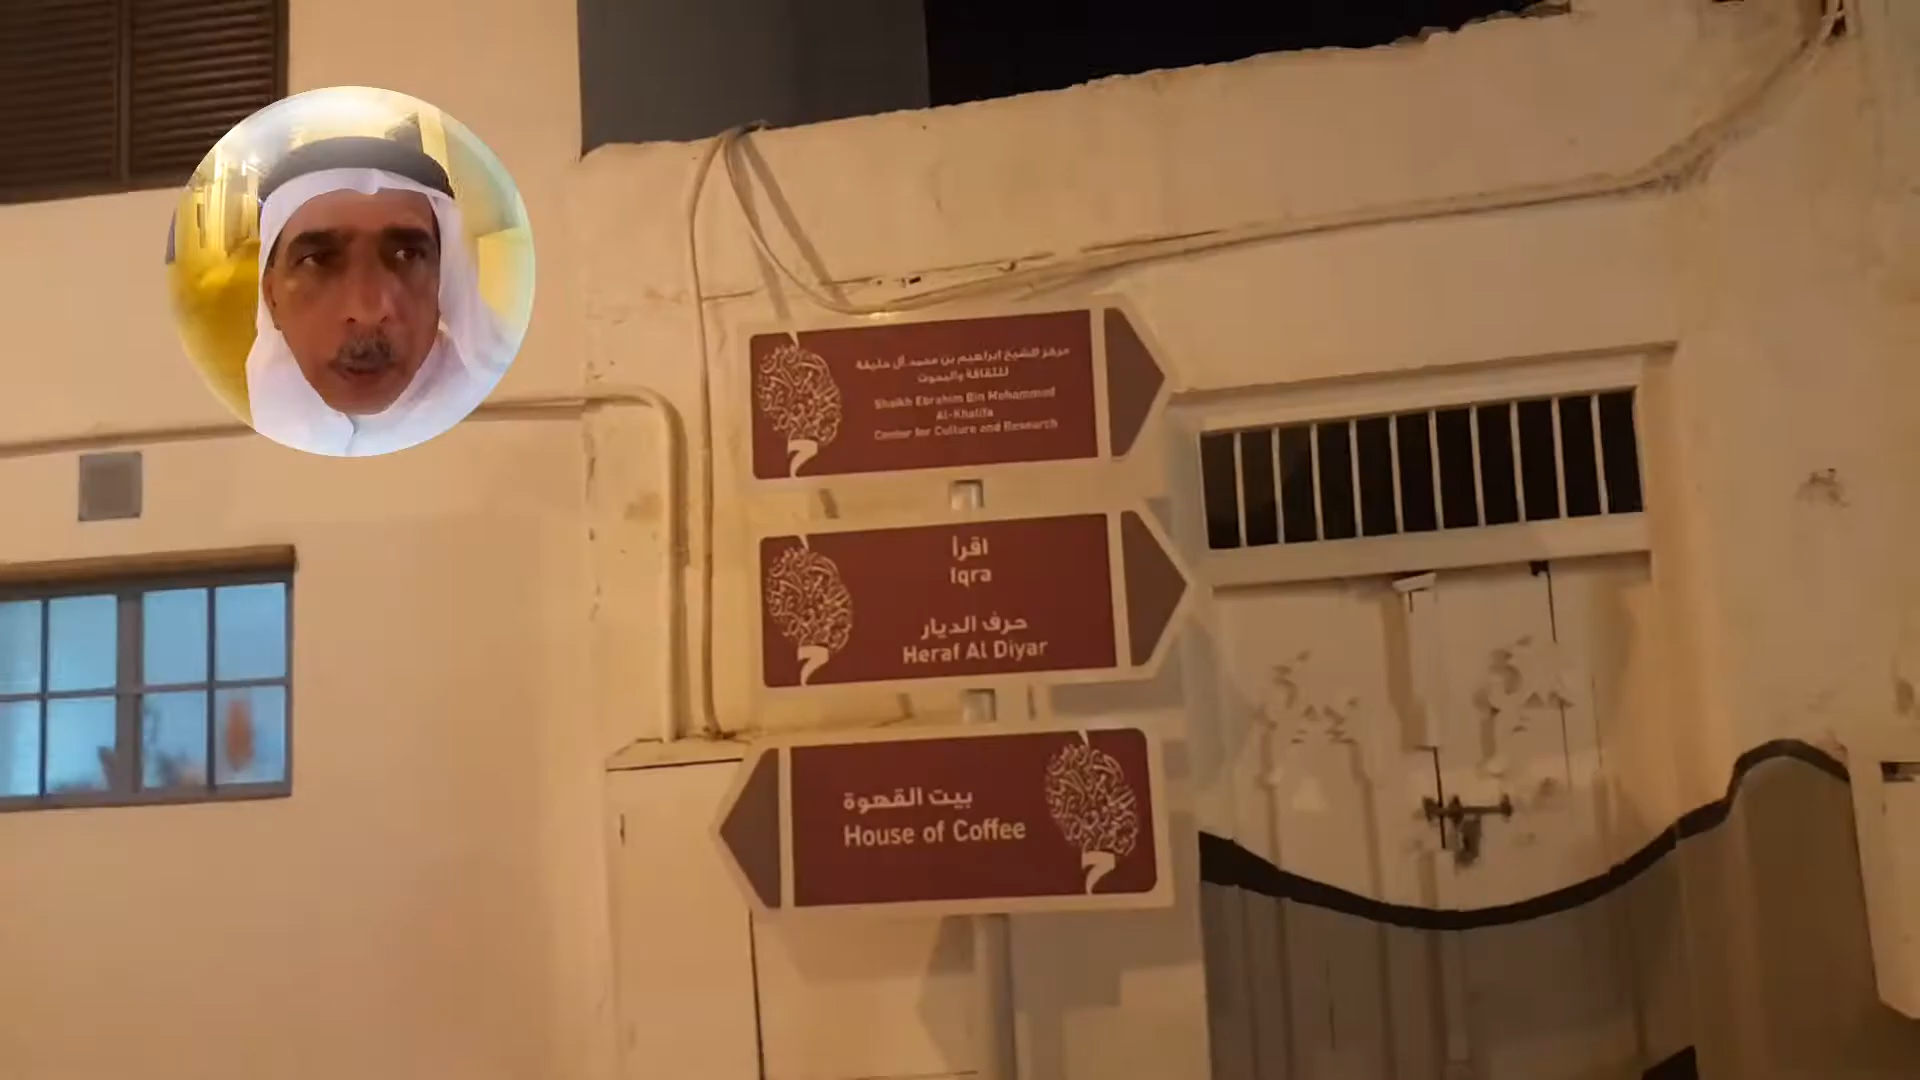 مركز الشيخ ابراهيم بن محمد آل خليفة
للثقافة والبحوث
Shaikh Ebrahim Bin Mohammed
Al-Khalifa
Center for Culture and Research
اقرأ
Iqra
حرف الديار
Heraf Al Diyar
بيت القهوة
House of Coffee